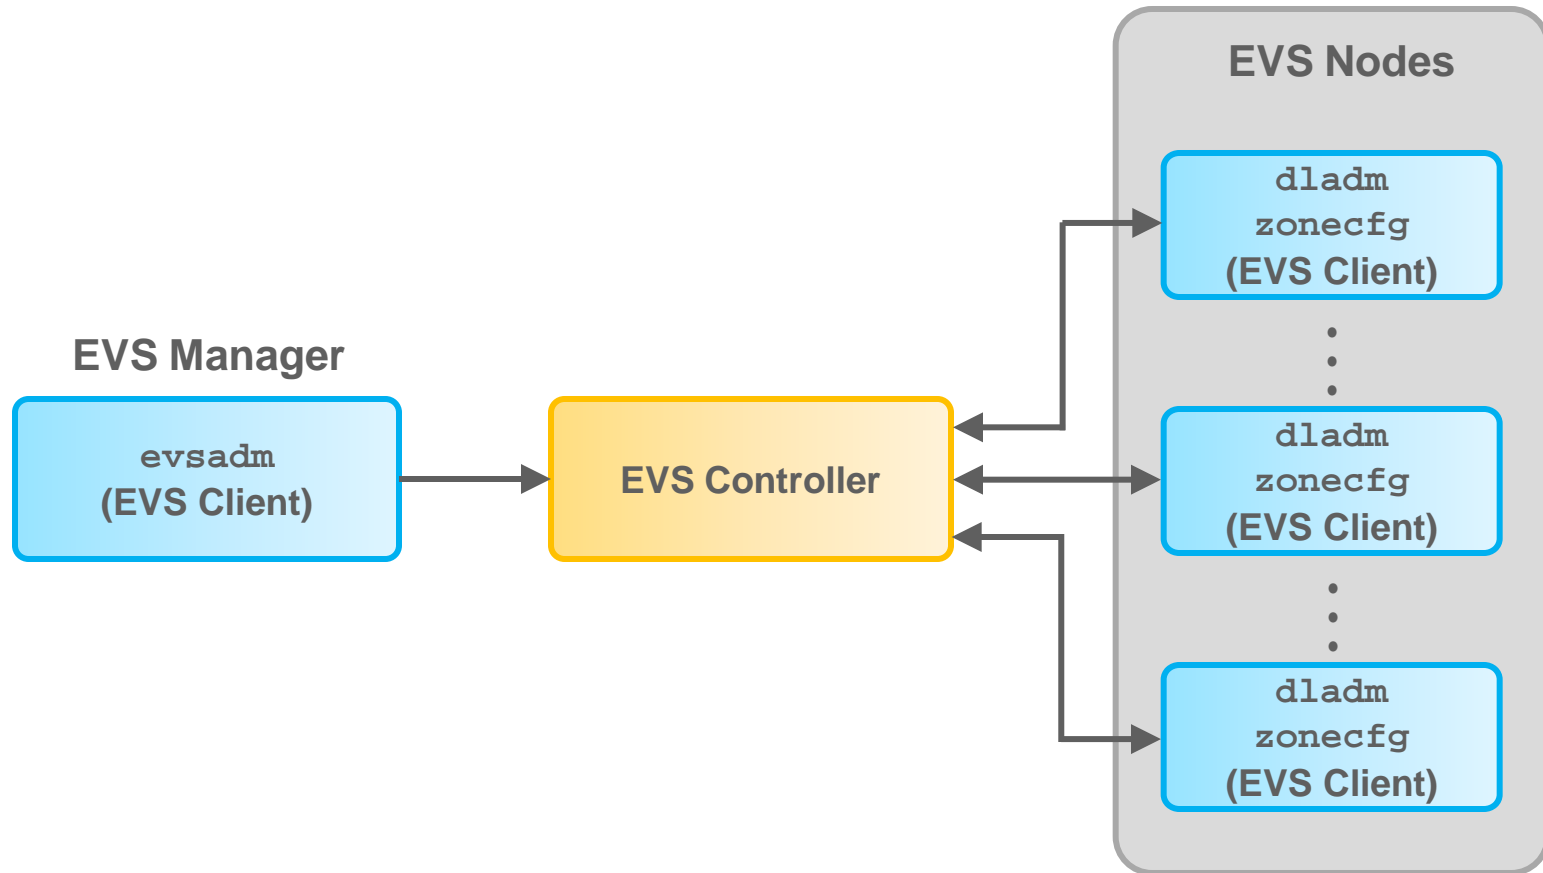 EVS Manager
evsadm
(EVS Client)
EVS Controller
EVS Nodes
dladm
zonecfg
(EVS Client)
dladm
zonecfg
(EVS Client)
dladm
zonecfg
(EVS Client)